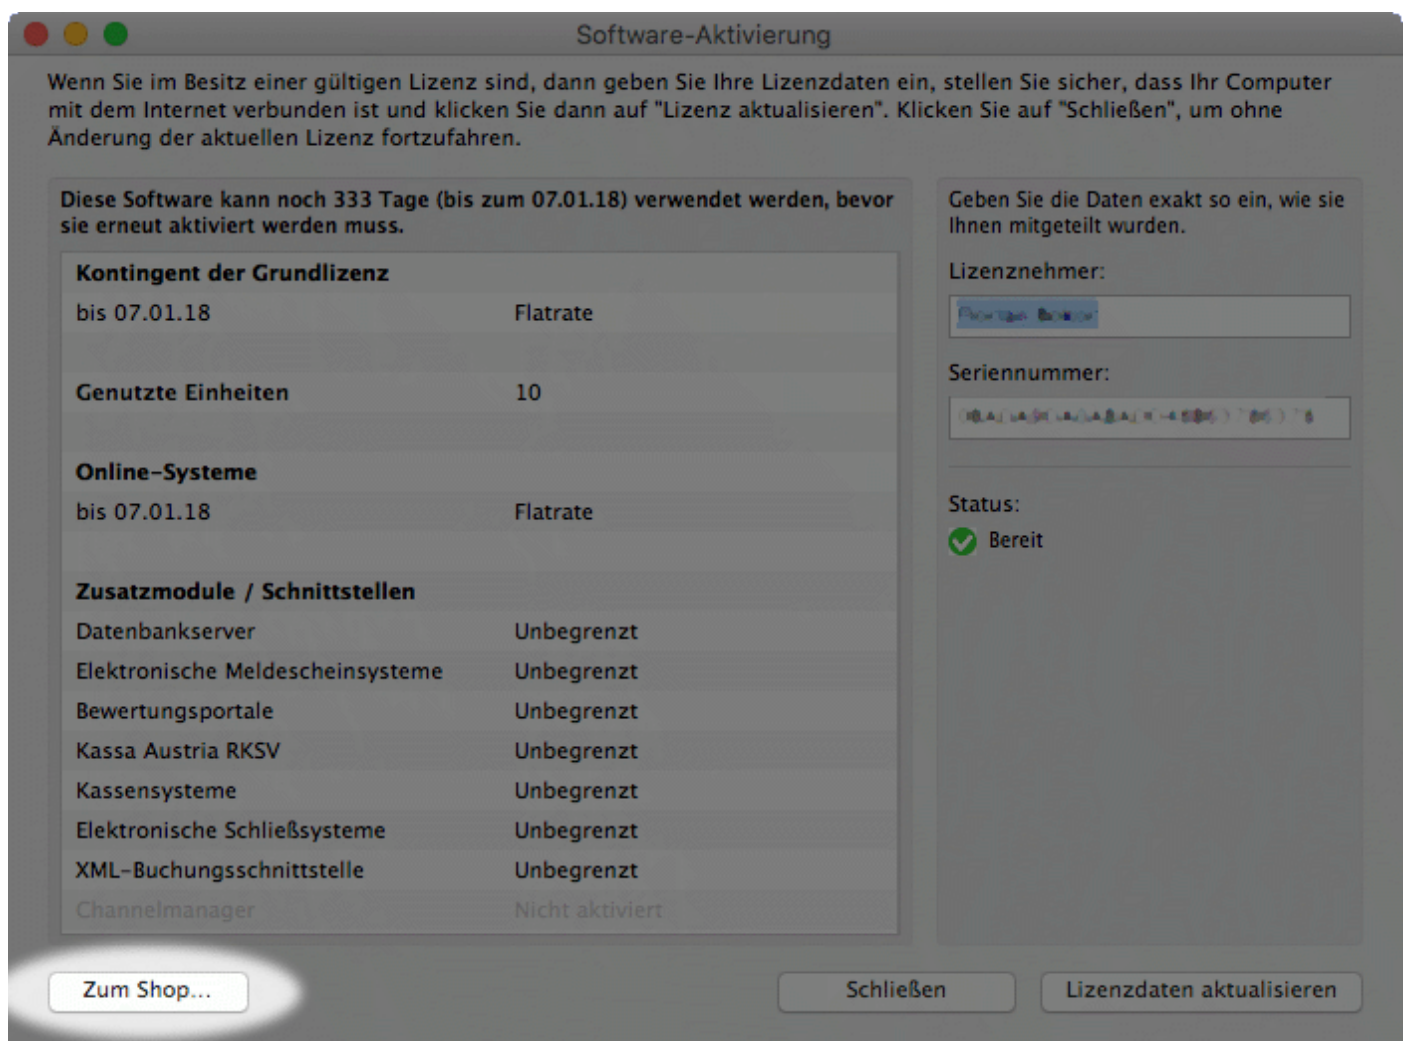 Software-Aktivierung
Wenn Sie im Besitz einer gültigen Lizenz sind, dann geben Sie Ihre Lizenzdaten ein, stellen Sie sicher, dass Ihr Computer
mit dem Internet verbunden ist und klicken Sie dann auf "Lizenz aktualisieren". Klicken Sie auf "Schließen", um ohne
Änderung der aktuellen Lizenz fortzufahren.
Diese Software kann noch 333 Tage (bis zum 07.01.18) verwendet werden, bevor
sie erneut aktiviert werden muss.
Kontingent der Grundlizenz
bis 07.01.18 Flatrate
Genutzte Einheiten 10
Online-Systeme
bis 07.01.18 Flatrate
Zusatzmodule / Schnittstellen
Datenbankserver Unbegrenzt
Elektronische Meldescheinsysteme Unbegrenzt
Bewertungsportale Unbegrenzt
Kassa Austria RKSV Unbegrenzt
Kassensysteme Unbegrenzt
Elektronische Schließsysteme Unbegrenzt
XML-Buchungsschnittstelle Unbegrenzt
Channelmanager Nicht aktiviert
Geben Sie die Daten exakt so ein, wie sie
Ihnen mitgeteilt wurden.
Lizenznehmer:
Seriennummer:
Status:
Bereit
Zum Shop... Schließen Lizenzdaten aktualisieren